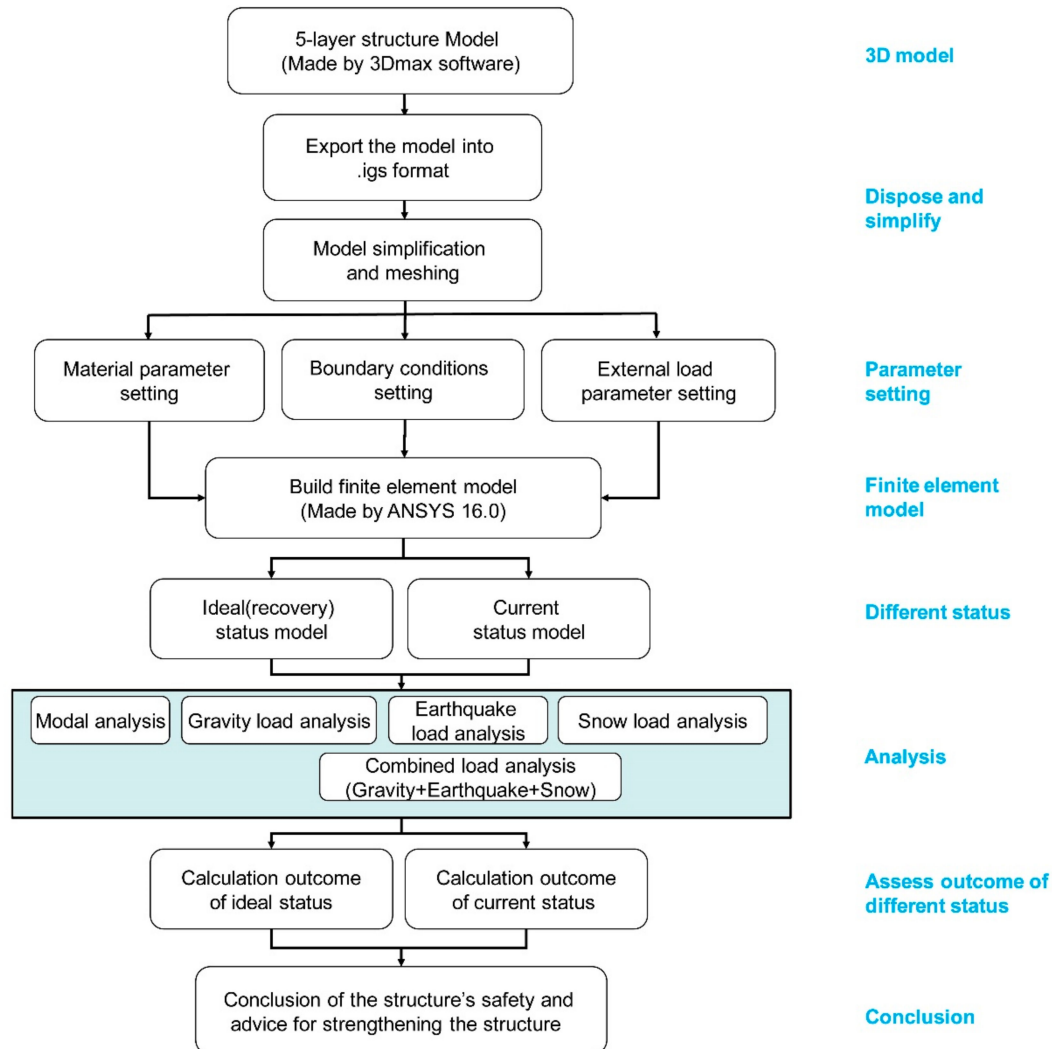 5-layer structure Model
(Made by 3Dmax software)
3D model
Export the model into
.igs format
Dispose and
simplify
Model simplification
and meshing
Material parameter
setting
Boundary conditions
setting
External load
parameter setting
Parameter
setting
Build finite element model
(Made by ANSYS 16.0)
Finite element
model
Ideal(recovery)
status model
Current
status model
Different status
Modal analysis
Gravity load analysis
Earthquake
load analysis
Snow load analysis
Combined load analysis
(Gravity+Earthquake+Snow)
Analysis
Calculation outcome
of ideal status
Calculation outcome
of current status
Assess outcome of
different status
Conclusion of the structure’s safety and
advice for strengthening the structure
Conclusion